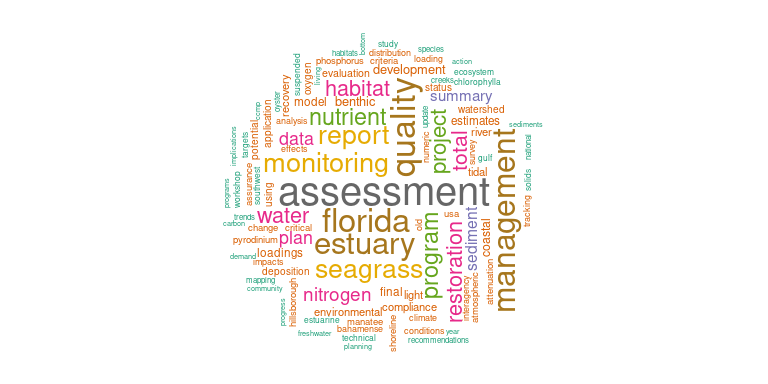 bottom
study
habitats
distribution
species
phosphorus
criteria
loading
action
suspended
oxygen
living
evaluation
development
ecosystem
creeks
chlorophylla
recovery
habitat
status
summary
oyster
model
benthic
quality
ccmp
application
nutrient
update
project
watershed
estimates
sediments
potential
analysis
data
report
numeric
total
river
national
implications
targets
effects
survey
gulf
monitoring
tidal
solids
assurance
southwest
workshop
programs
using
assessment
management
tracking
trends
water
florida
old
usa
carbon
change
critical
program
restoration
sediment
coastal
pyrodinium
plan
estuary
demand
loadings
impacts
deposition
seagrass
attenuation
mapping
community
nitrogen
final
light
interagency
atmospheric
hillsborough
progress
environmental
compliance
climate
estuarine
manatee
bahamense
shoreline
conditions
year
freshwater
technical
recommendations
planning